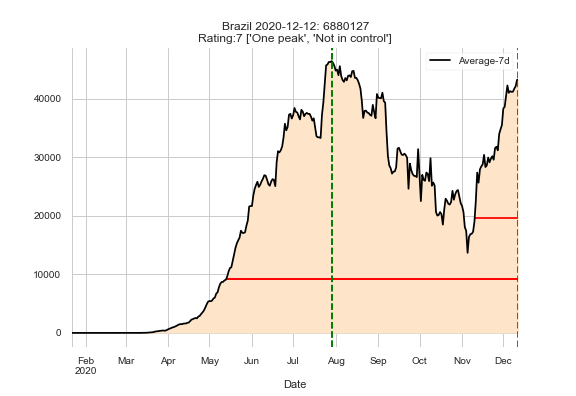 Brazil 2020-12-12: 6880127
Rating:7 ['One peak', 'Not in control']
Average-7d
40000
30000
20000
10000
0
Feb Mar Apr May Jun Jul Aug Sep Oct Nov Dec
2020
Date